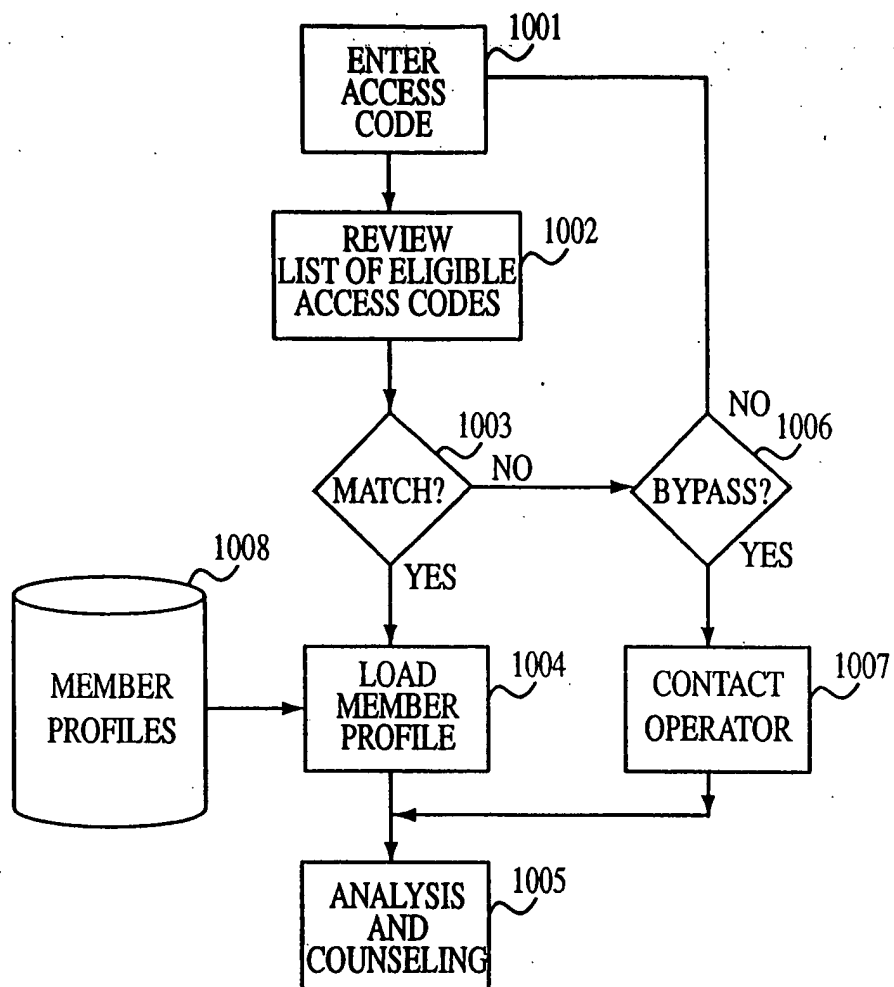 1001
ENTER
ACCESS
CODE
1002
REVIEW
LIST OF ELIGIBLE
ACCESS CODES
NO
1003
1006
MATCH?
NO
BYPASS?
YES
YES
1008
MEMBER
PROFILES
1004
LOAD
MEMBER
PROFILE
1007
CONTACT
OPERATOR
1005
ANALYSIS
AND
COUNSELING